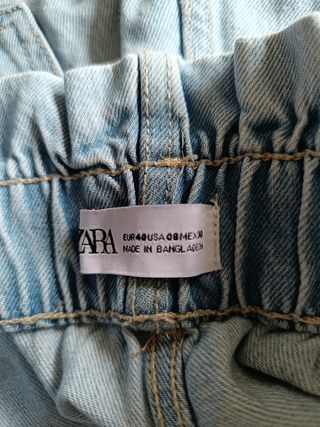 ZARA
EUR 40 USA 08 MEX 30
MADE IN BANGLADESH